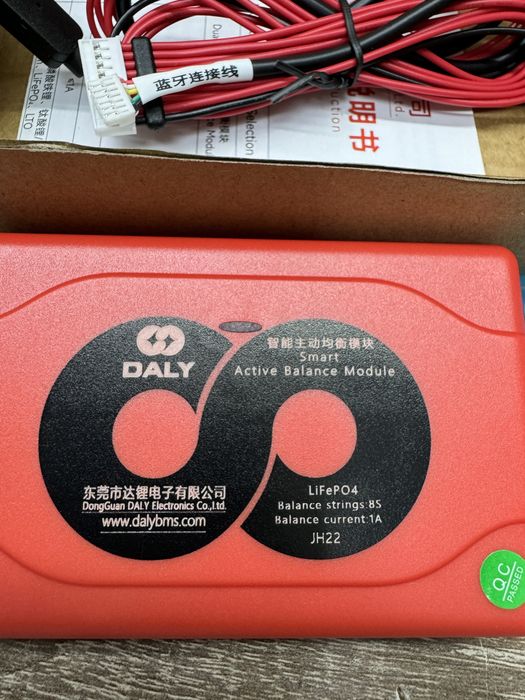 蓝牙连接线
明书
DALY
智能主动均衡模块
Smart
Active Balance Module
东莞市达锂电子有限公司
DongGuan DALY Electronics Co.,Ltd.
www.dalybms.com
LiFePO4
Balance strings:8S
Balance current:1A
JH22
QC
PASSED